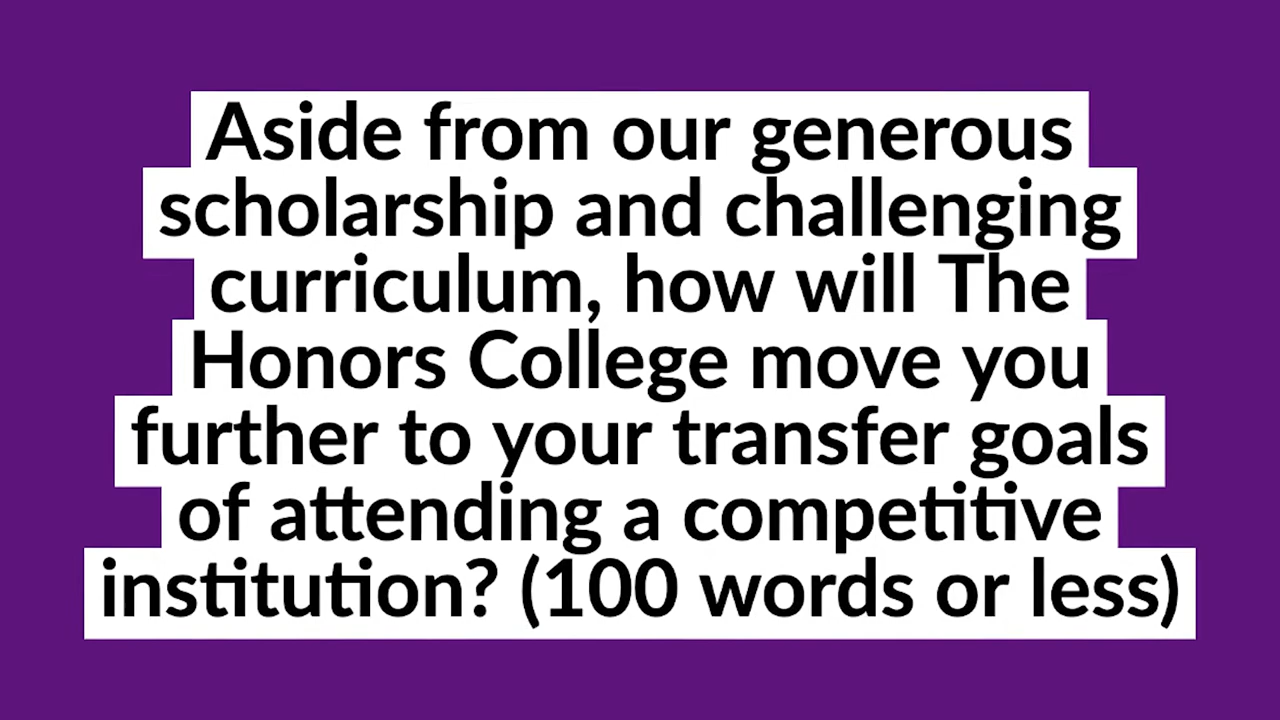 Aside from our generous
scholarship and challenging
curriculum, how will The
Honors College move you
further to your transfer goals
of attending a competitive
institution? (100 words or less)